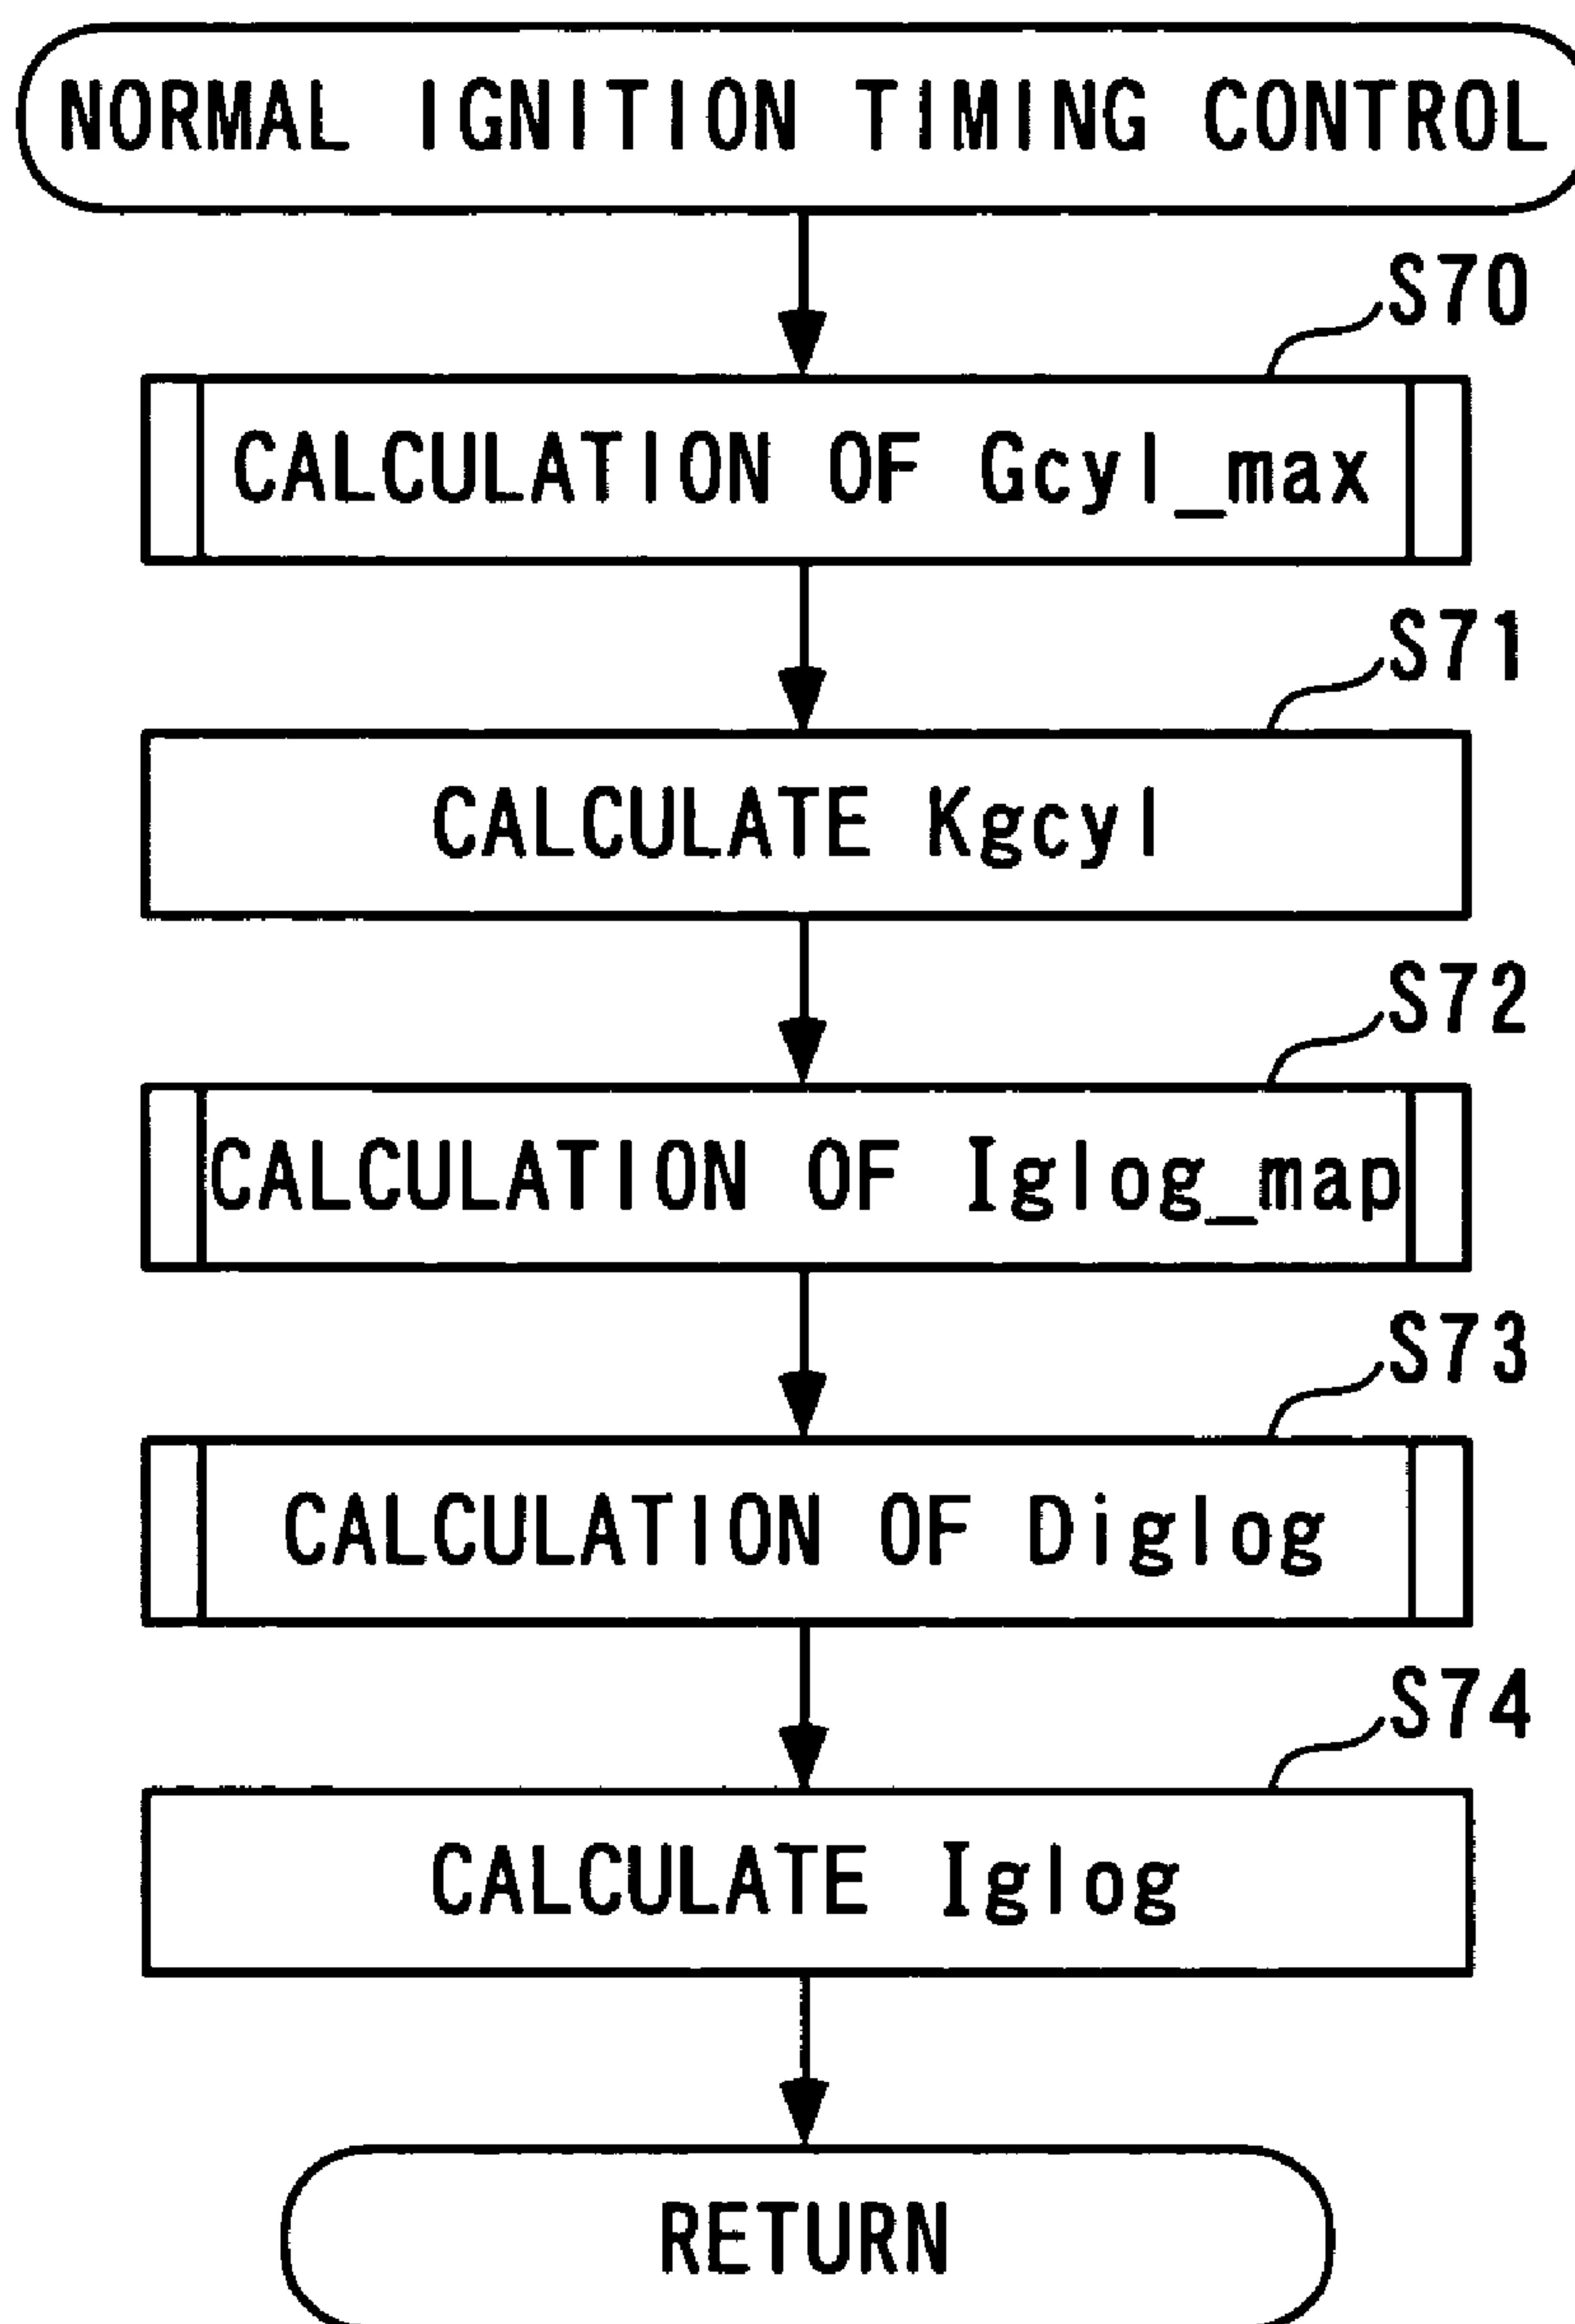 NORMAL IGNITION TIMING CONTROL
S70
CALCULATION OF Gcyl_max
S71
CALCULATE Kgcyl
S72
CALCULATION OF Iglog_map
S73
CALCULATION OF Diglog
S74
CALCULATE Iglog
RETURN